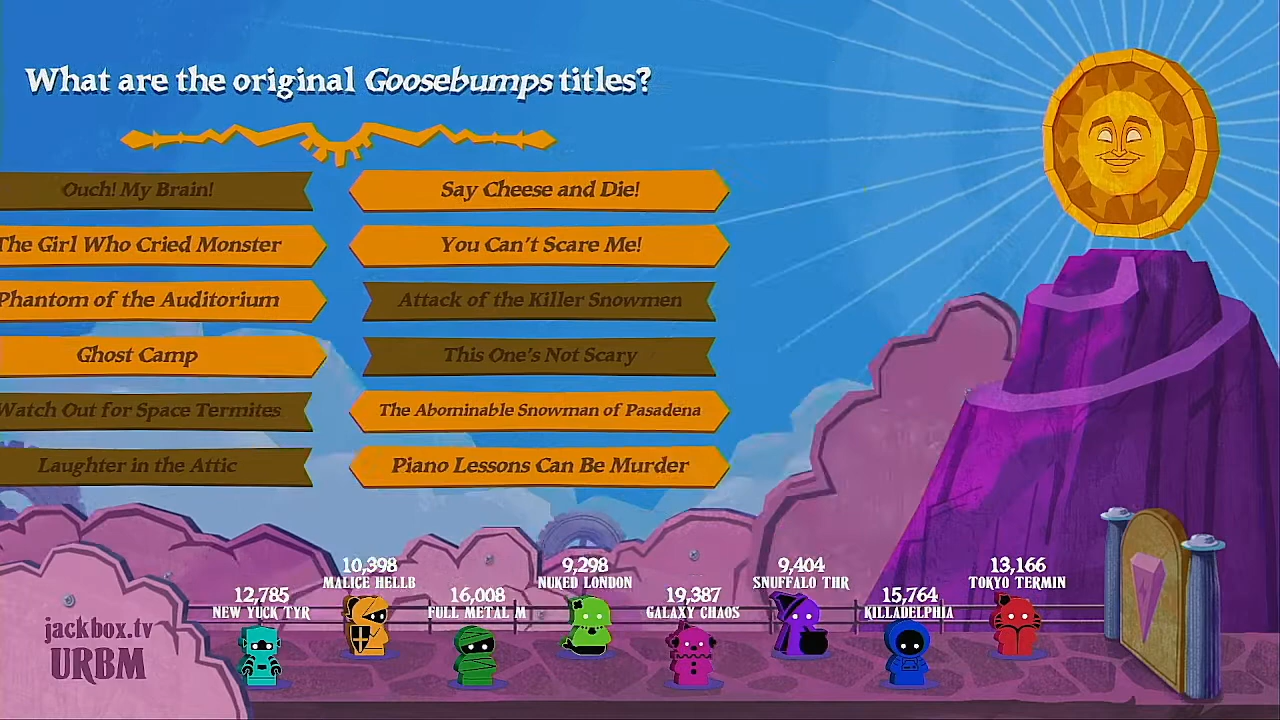 What are the original Goosebumps titles?
Ouch! My Brain!
Say Cheese and Die!
The Girl Who Cried Monster
You Can't Scare Me!
Phantom of the Auditorium
Attack of the Killer Snowmen
Ghost Camp
This One's Not Scary
Watch Out for Space Termites
The Abominable Snowman of Pasadena
Laughter in the Attic
Piano Lessons Can Be Murder
10,398
MALICE HELLB
9,298
NUKED LONDON
9,404
SNUFFALO THR
13,166
TOKYO TERMIN
12,785
NEW YUCK TYR
16,008
FULL METAL M
19,387
GALAXY CHAOS
15,764
KILLADELPHIA
jackbox.tv
URBM